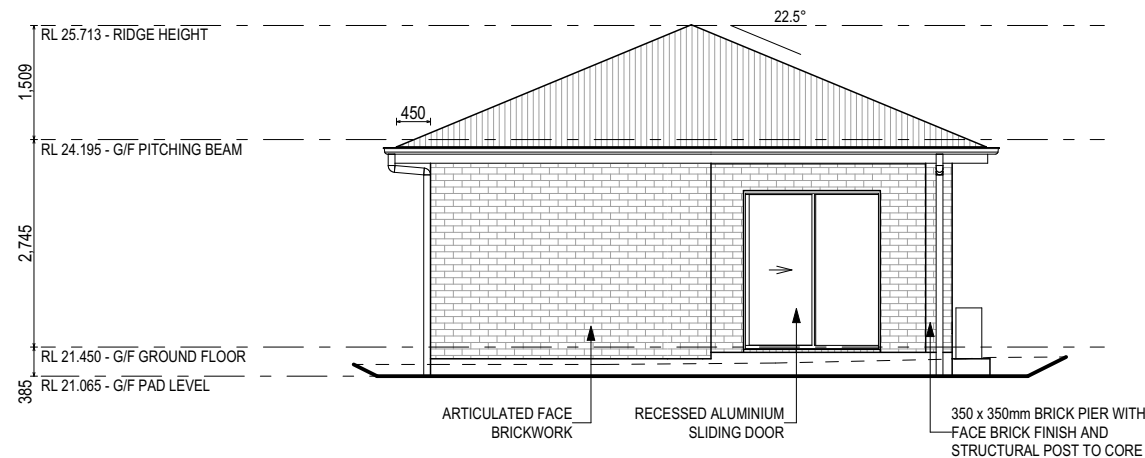 22.5°
RL 25.713 - RIDGE HEIGHT
1,509
450
RL 24.195 - G/F PITCHING BEAM
2,745
RL 21.450 - G/F GROUND FLOOR
385
RL 21.065 - G/F PAD LEVEL
ARTICULATED FACE
BRICKWORK
RECESSED ALUMINIUM
SLIDING DOOR
350 x 350mm BRICK PIER WITH
FACE BRICK FINISH AND
STRUCTURAL POST TO CORE